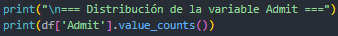 print("\n=== Distribución de la variable Admit ===")
print(df['Admit'].value_counts())